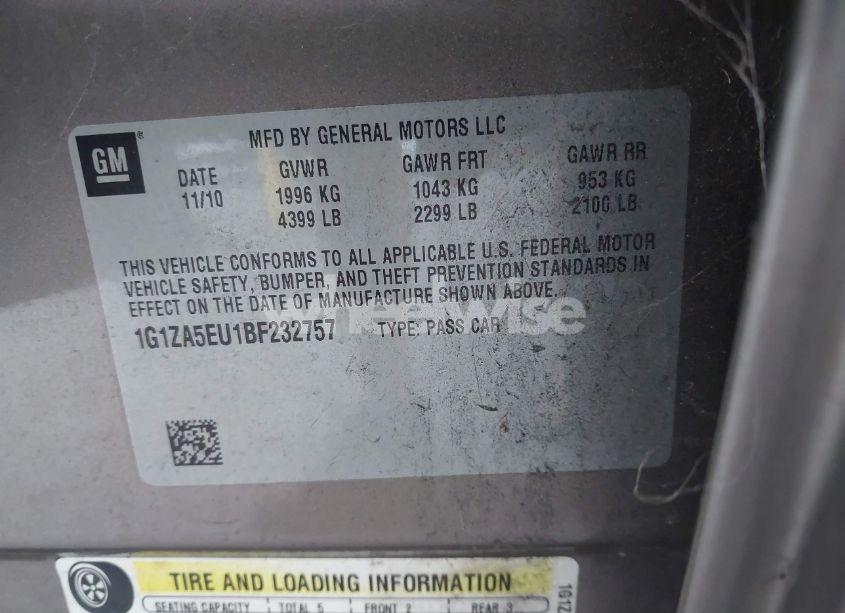 GM ®
MFD BY GENERAL MOTORS LLC
DATE GVWR GAWR FRT GAWR RR
11/10 1996 KG 1043 KG 953 KG
4399 LB 2299 LB 2100 LB
THIS VEHICLE CONFORMS TO ALL APPLICABLE U.S. FEDERAL MOTOR
VEHICLE SAFETY, BUMPER, AND THEFT PREVENTION STANDARDS IN
EFFECT ON THE DATE OF MANUFACTURE SHOWN ABOVE.
wheelwise
1G1ZA5EU1BF232757 TYPE: PASS CAR
TIRE AND LOADING INFORMATION
SEATING CAPACITY TOTAL 5 FRONT 2 REAR 3
1G1Z